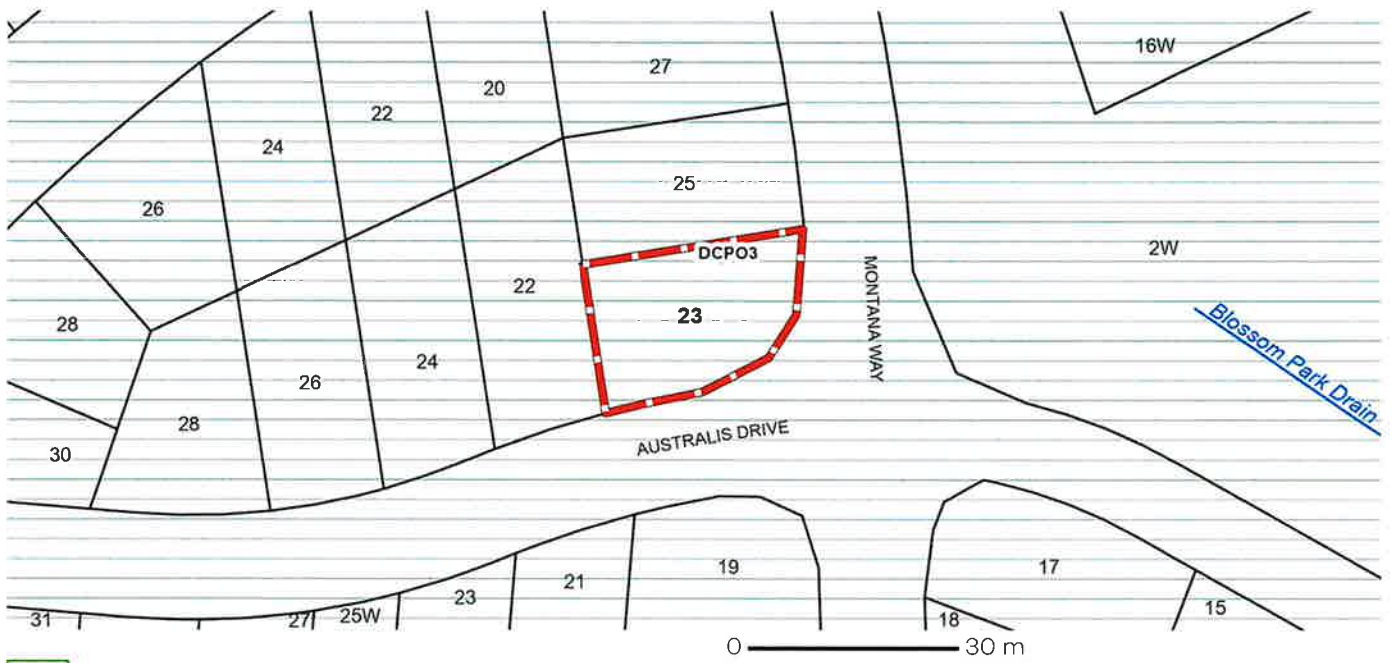 16W
27
20
22
24
25
26
DCPO3
2W
22
23
28
MONTANA WAY
Blossom Park Drain
24
26
28
AUSTRALIS DRIVE
30
19
17
21
23
15
25W
27
31
18
0 30 m